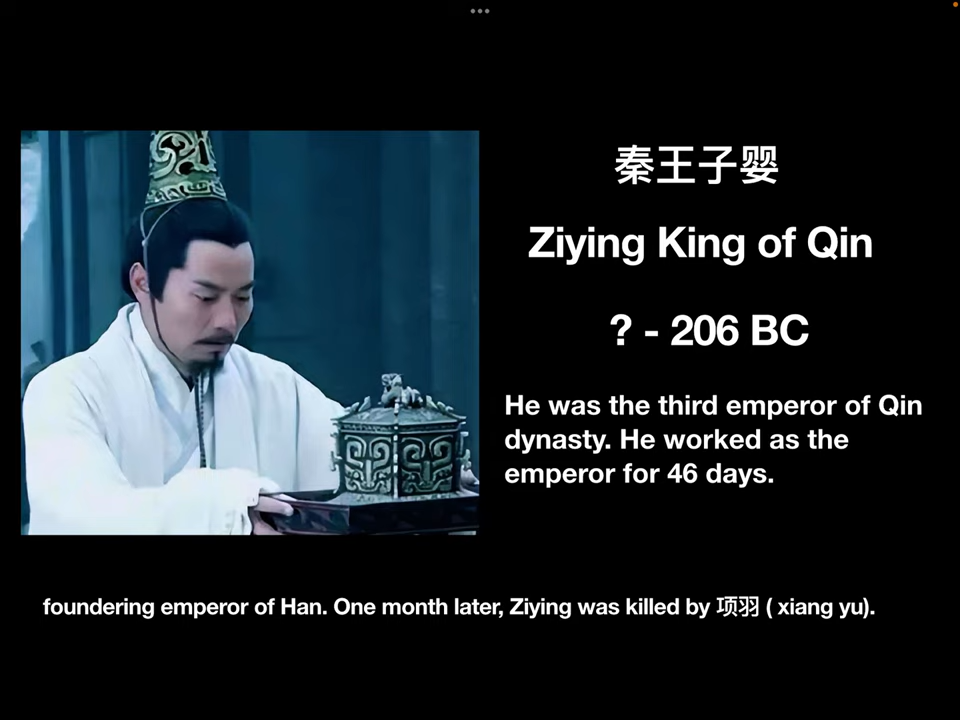 秦王子婴
Ziying King of Qin
? - 206 BC
He was the third emperor of Qin
dynasty. He worked as the
emperor for 46 days.
foundering emperor of Han. One month later, Ziying was killed by 项羽 ( xiang yu).